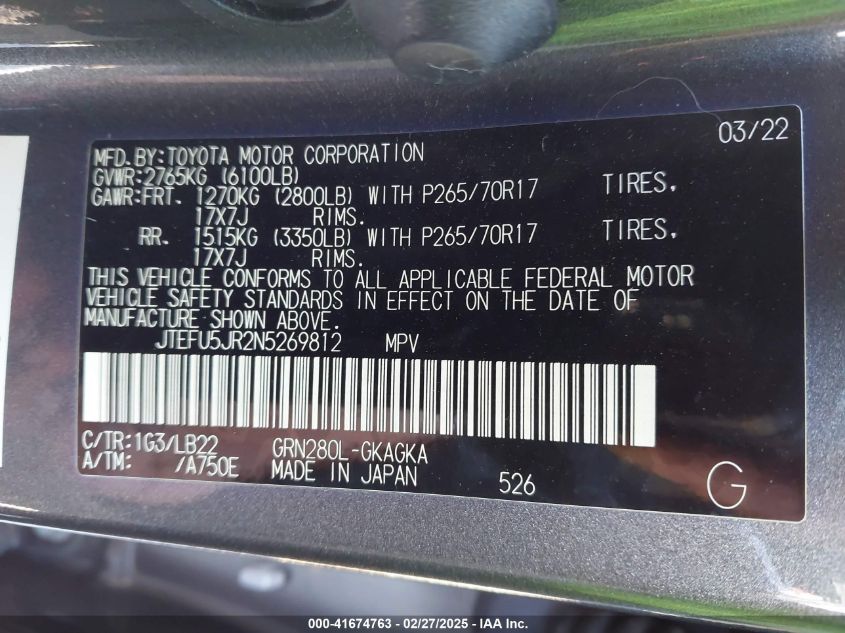 03/22
MFD.BY:TOYOTA MOTOR CORPORATION
GVWR:2765KG (6100LB)
GAWR:FRT. 1270KG (2800LB) WITH P265/70R17 TIRES,
17X7J RIMS.
RR. 1515KG (3350LB) WITH P265/70R17 TIRES,
17X7J RIMS.
THIS VEHICLE CONFORMS TO ALL APPLICABLE FEDERAL MOTOR
VEHICLE SAFETY STANDARDS IN EFFECT ON THE DATE OF
MANUFACTURE SHOWN ABOVE.
JTEFU5JR2N5269812 MPV
C/TR:1G3/LB22 GRN280L-GKAGKA
A/TM: /A750E MADE IN JAPAN 526 G
000-41674763 - 02/27/2025 - IAA Inc.